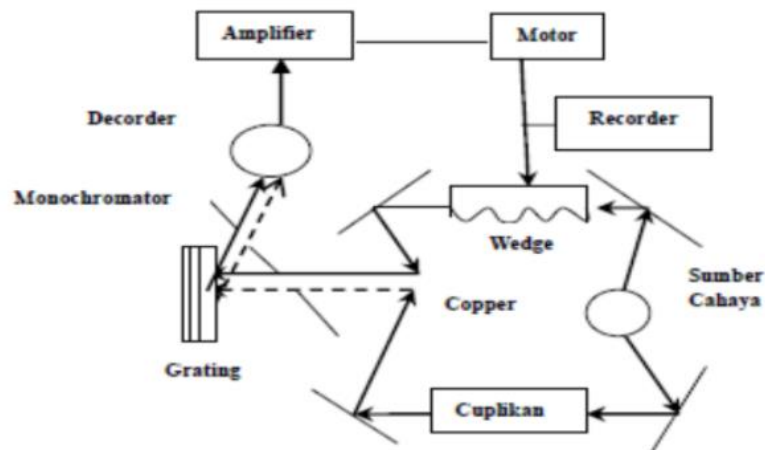 Amplifier
Motor
Decorder
Recorder
Monochromator
Wedge
Sumber
Cahaya
Copper
Grating
Cuplikan